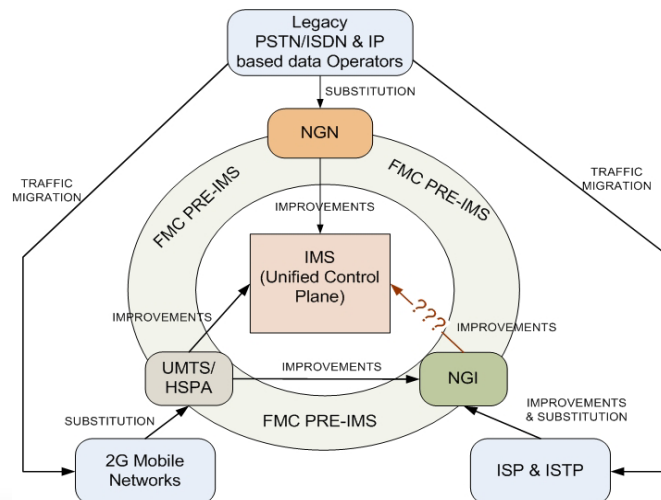 Legacy
PSTN/ISDN & IP
based data Operators
SUBSTITUTION
NGN
TRAFFIC
MIGRATION
FMC PRE-IMS
FMC PRE-IMS
TRAFFIC
MIGRATION
IMPROVEMENTS
IMS
(Unified Control
Plane)
IMPROVEMENTS
???
IMPROVEMENTS
UMTS/
HSPA
IMPROVEMENTS
NGI
SUBSTITUTION
FMC PRE-IMS
IMPROVEMENTS
& SUBSTITUTION
2G Mobile
Networks
ISP & ISTP